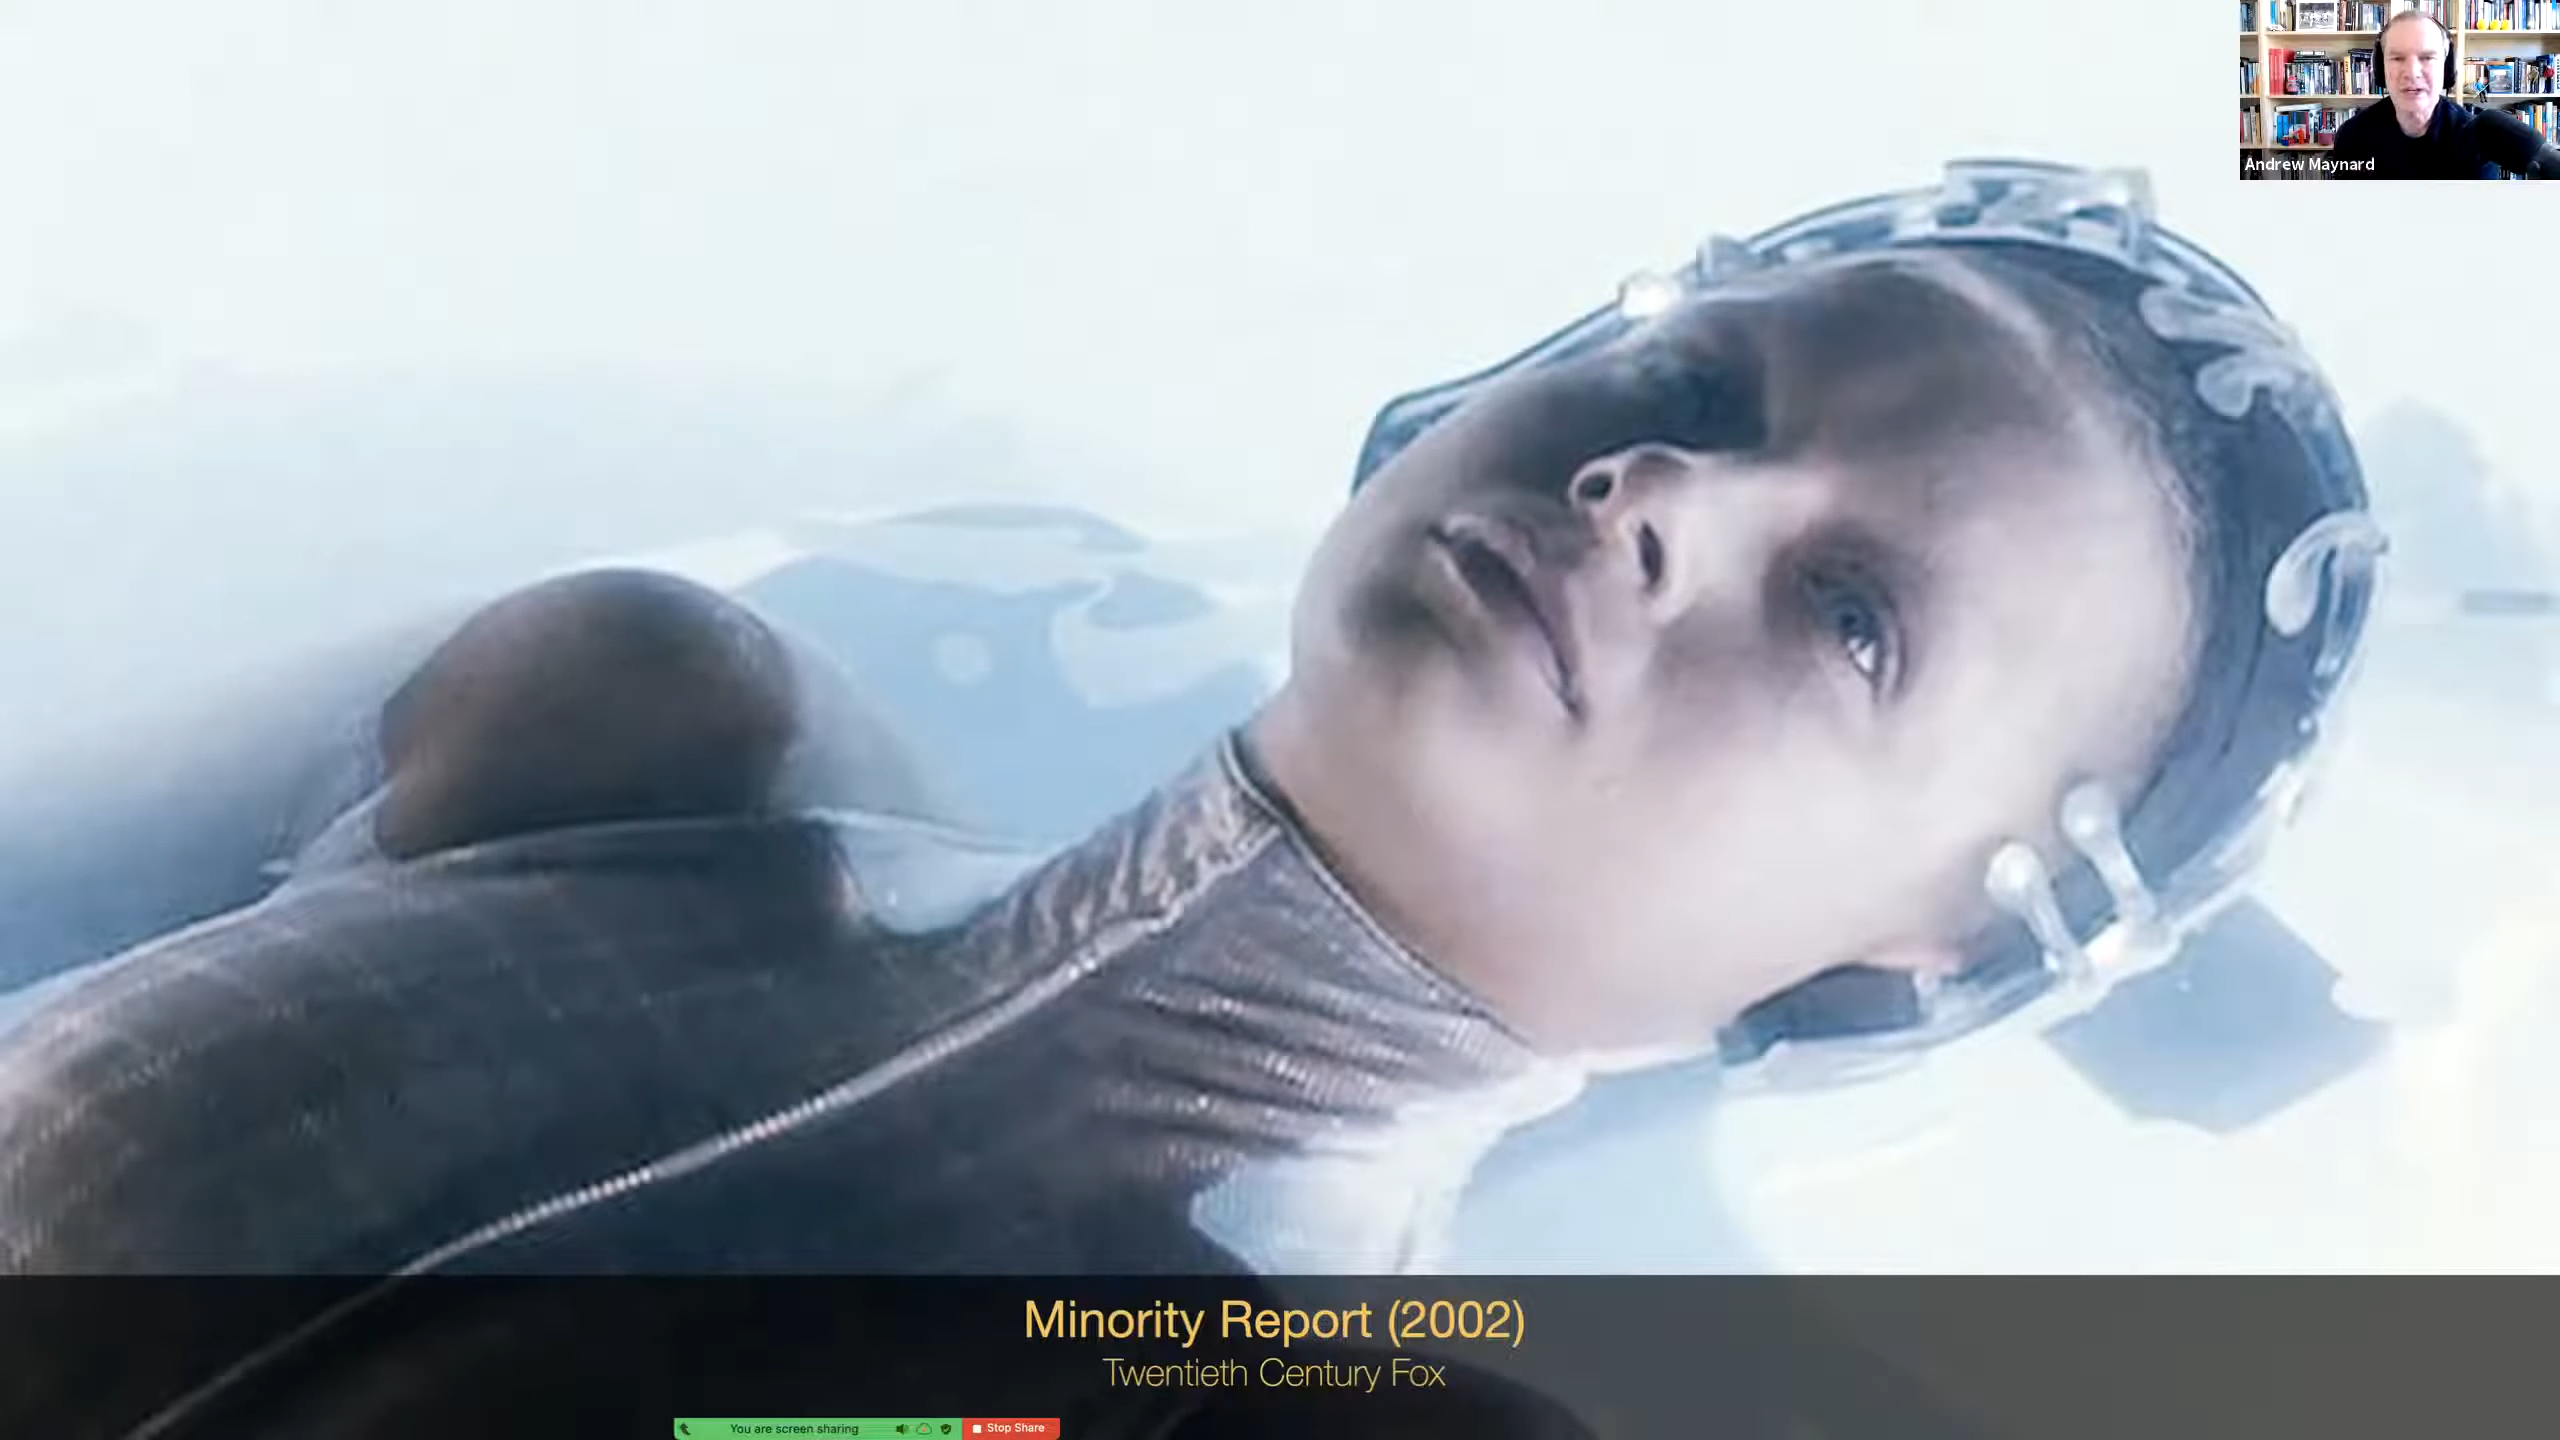 Andrew Maynard
Minority Report (2002)
Twentieth Century Fox
You are screen sharing
Stop Share